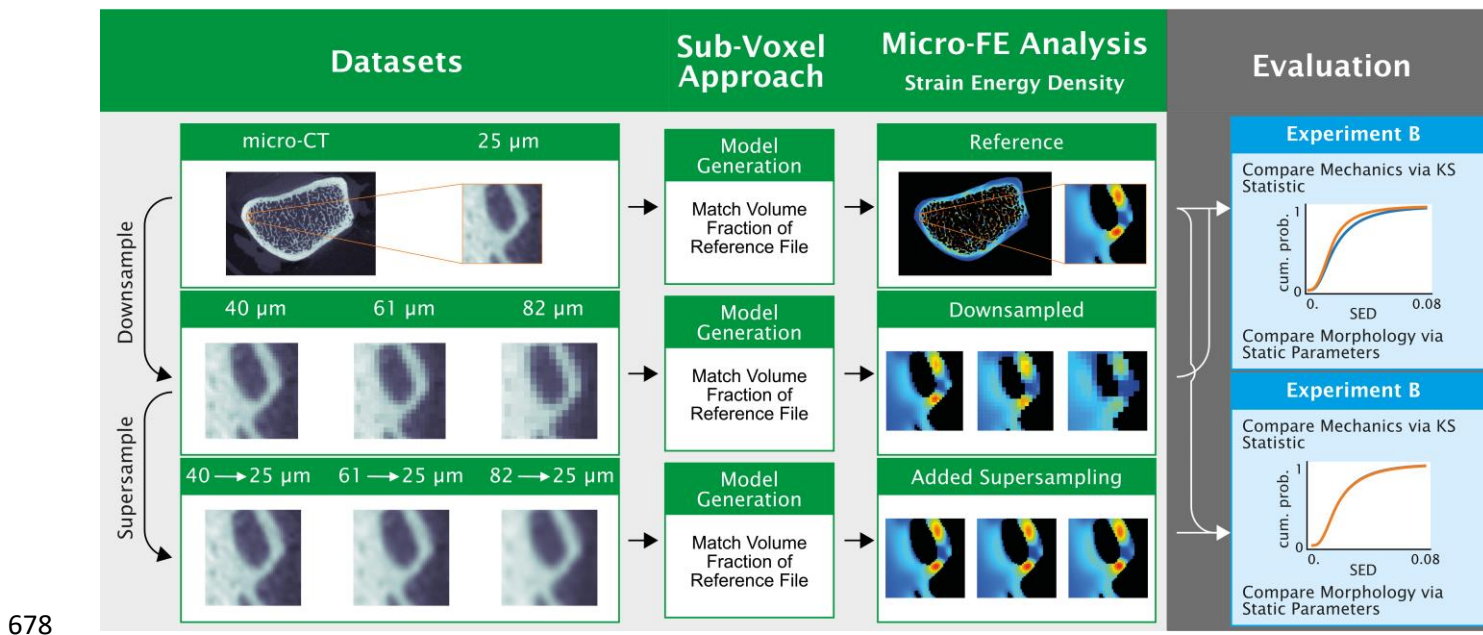 Datasets
Sub-Voxel
Approach
Micro-FE Analysis
Strain Energy Density
Evaluation
micro-CT
25 µm
Model
Generation
Match Volume
Fraction of
Reference File
Reference
Experiment B
Compare Mechanics via KS
Statistic
cum. prob.
1
0
0.
0.08
SED
Compare Morphology via
Static Parameters
Downsample
40 µm
61 µm
82 µm
Model
Generation
Match Volume
Fraction of
Reference File
Downsampled
Experiment B
Compare Mechanics via KS
Statistic
cum. prob.
1
0
0.
0.08
SED
Compare Morphology via
Static Parameters
Supersample
40 → 25 µm
61 → 25 µm
82 → 25 µm
Model
Generation
Match Volume
Fraction of
Reference File
Added Supersampling
678